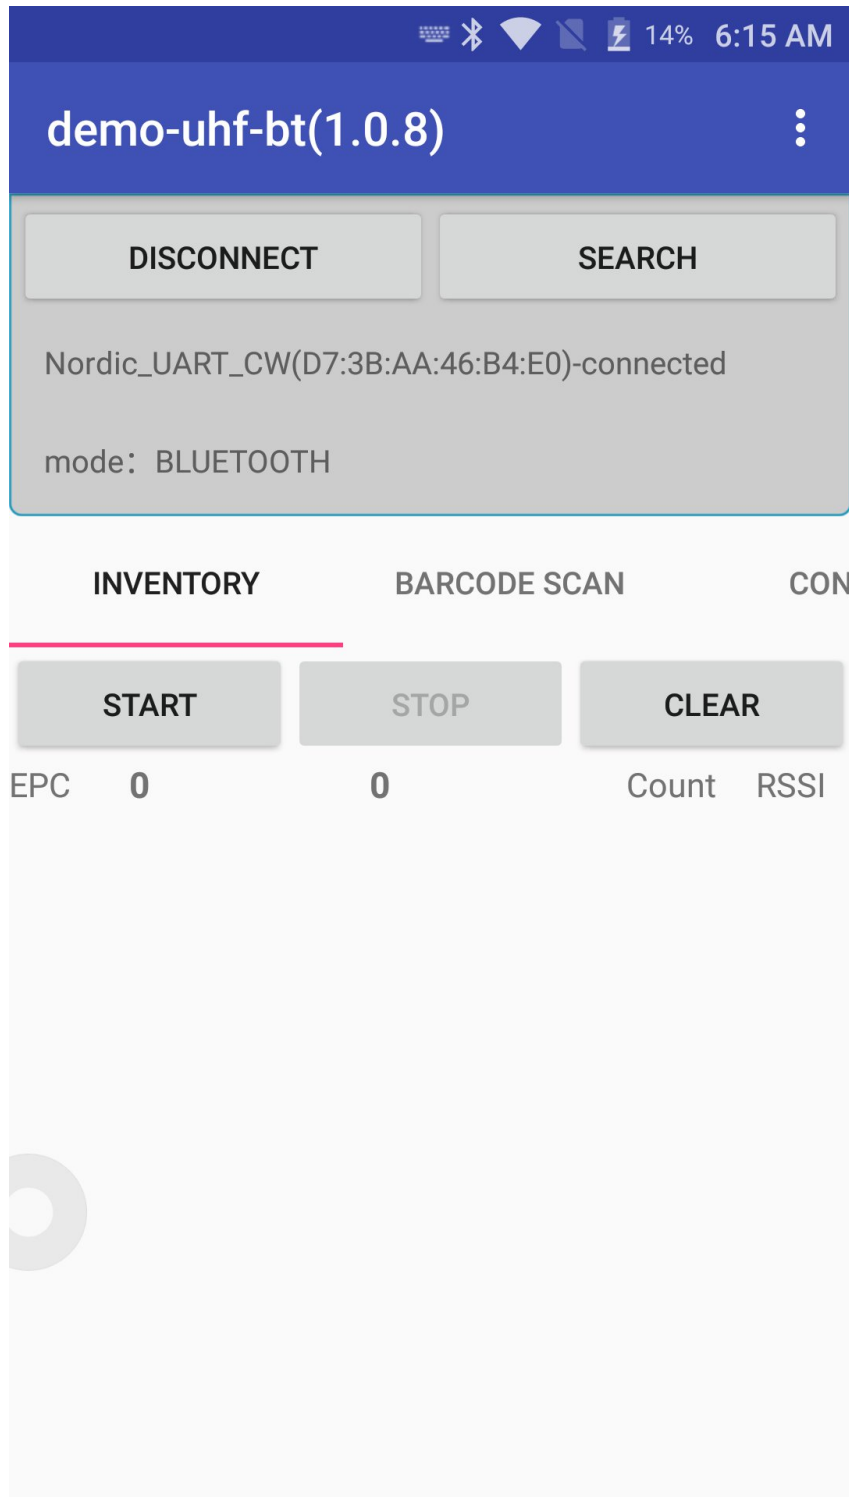 14% 6:15 AM
demo-uhf-bt(1.0.8)
DISCONNECT SEARCH
Nordic_UART_CW(D7:3B:AA:46:B4:E0)-connected
mode：BLUETOOTH
INVENTORY BARCODE SCAN CON
START STOP CLEAR
EPC 0 0 Count RSSI